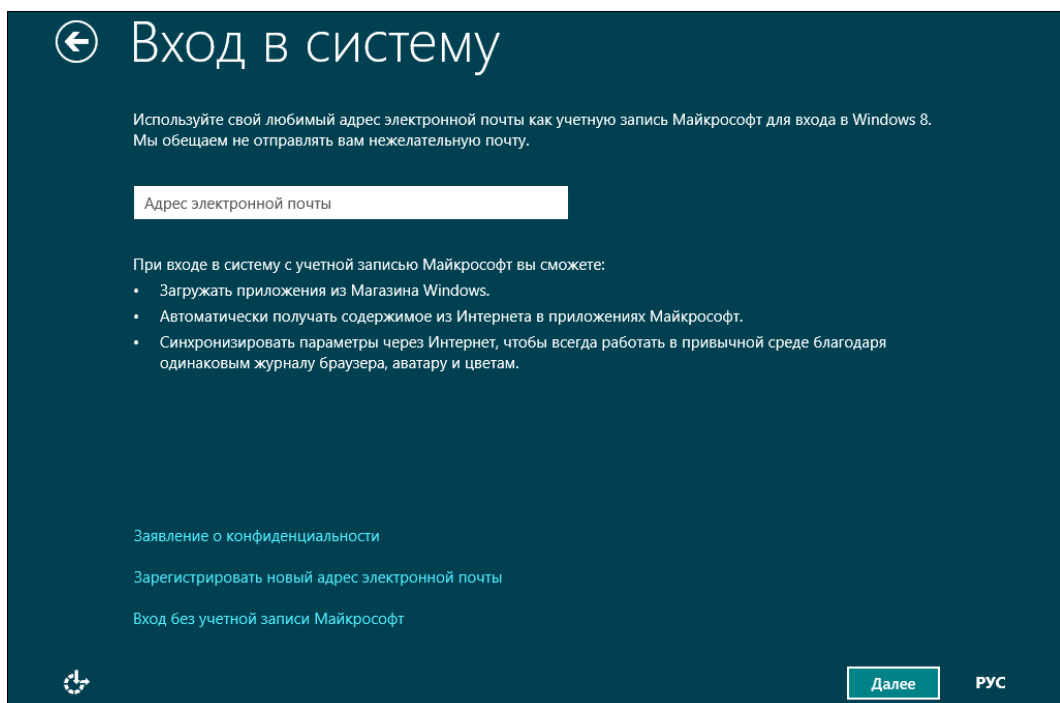 Вход в систему
Используйте свой любимый адрес электронной почты как учетную запись Майкрософт для входа в Windows 8.
Мы обещаем не отправлять вам нежелательную почту.
Адрес электронной почты
При входе в систему с учетной записью Майкрософт вы сможете:
• Загружать приложения из Магазина Windows.
• Автоматически получать содержимое из Интернета в приложениях Майкрософт.
• Синхронизировать параметры через Интернет, чтобы всегда работать в привычной среде благодаря
одинаковым журналу браузера, аватару и цветам.
Заявление о конфиденциальности
Зарегистрировать новый адрес электронной почты
Вход без учетной записи Майкрософт
Далее РУС